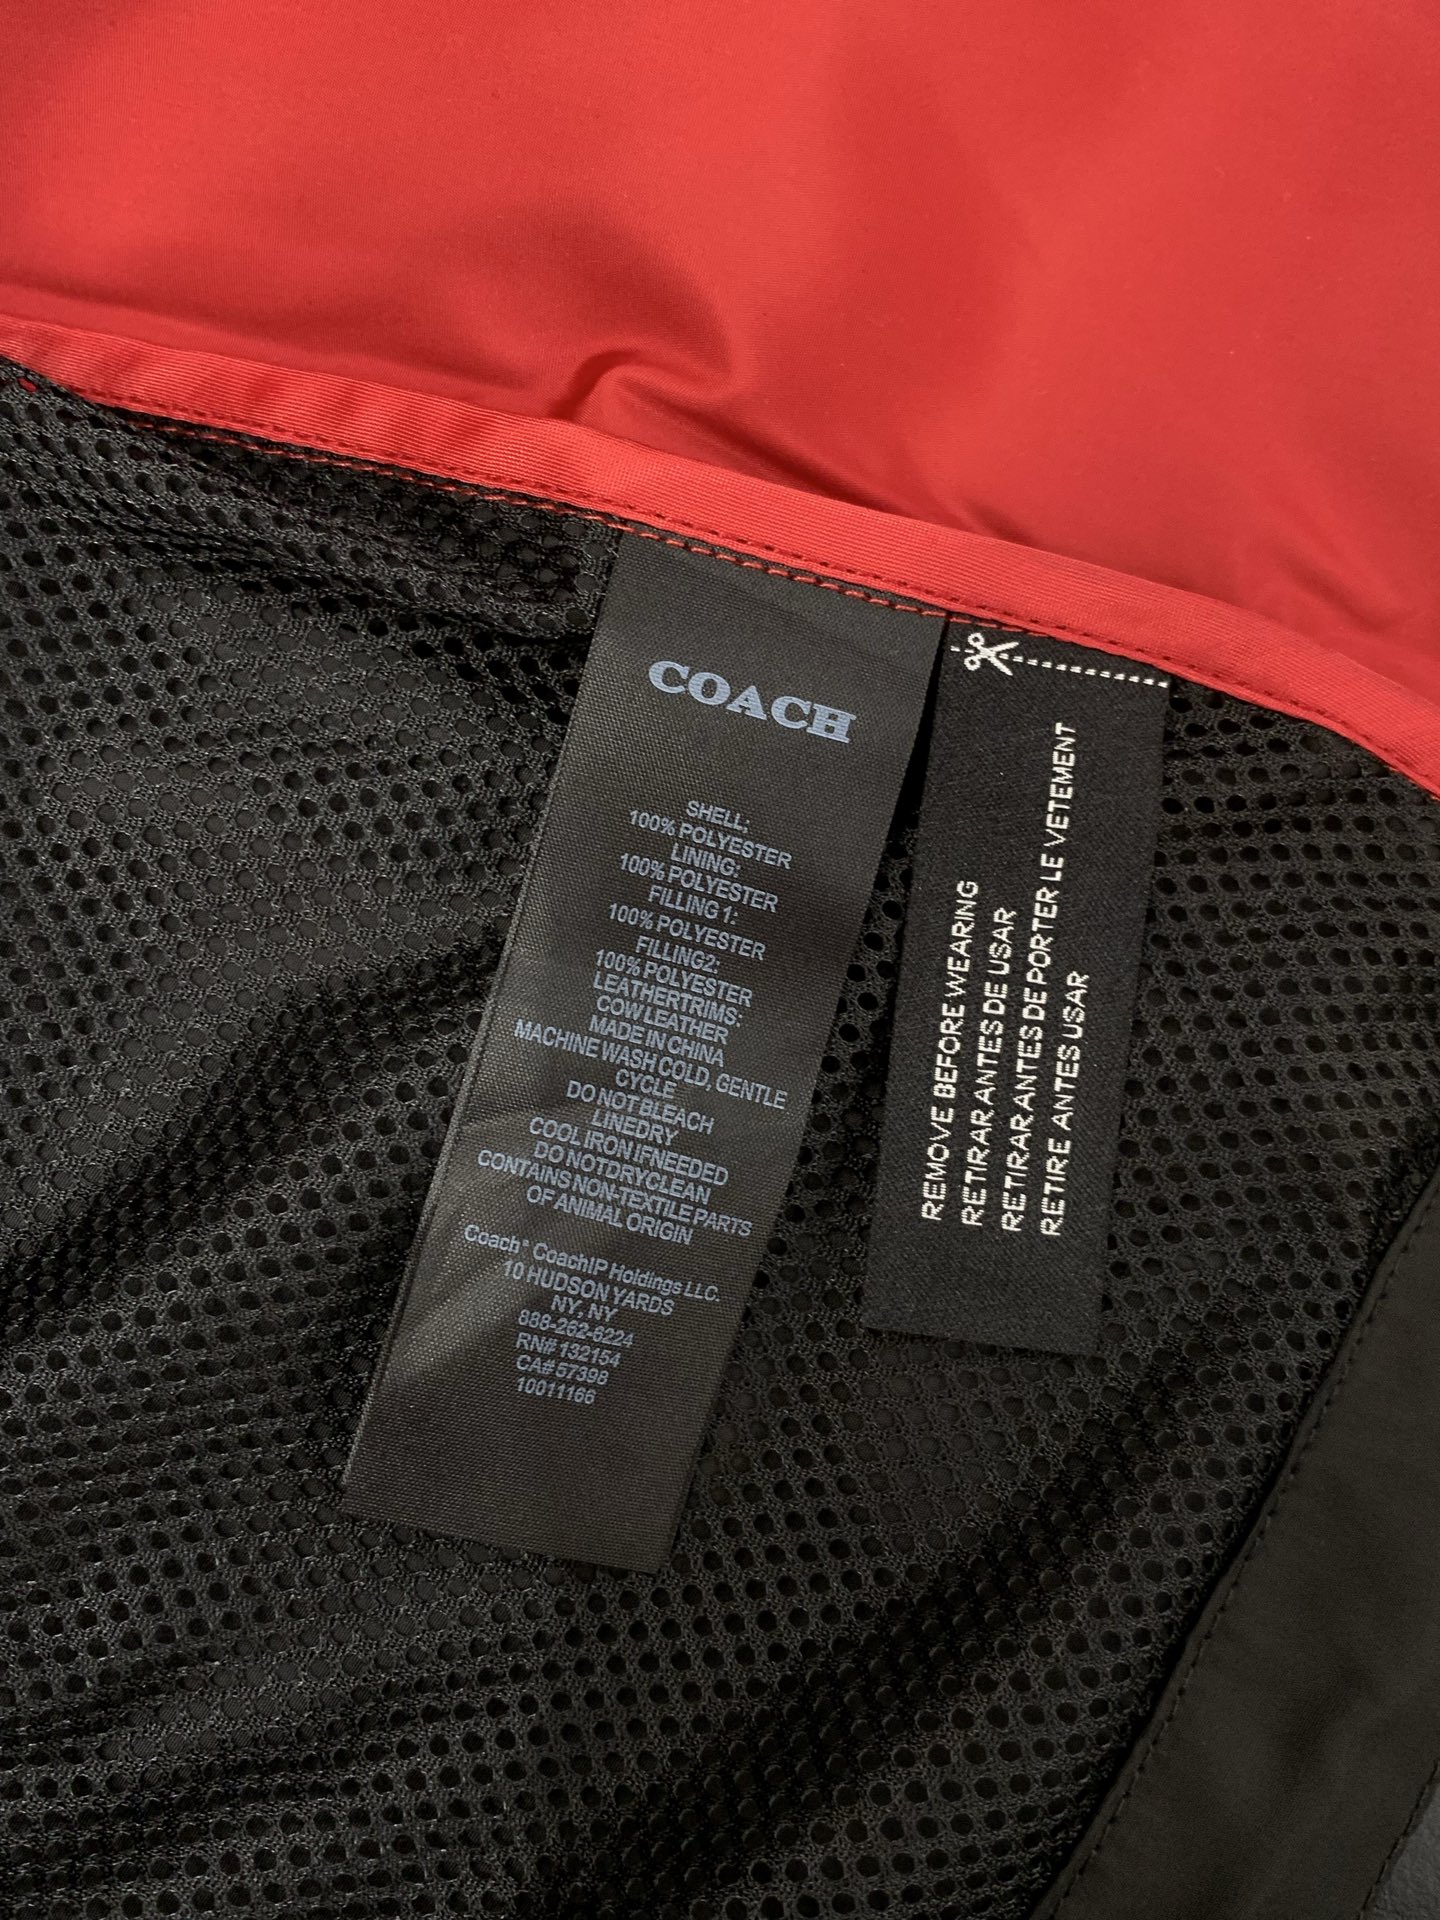 COACH
SHELL:
100% POLYESTER
LINING:
100% POLYESTER
FILLING 1:
100% POLYESTER
FILLING2:
100% POLYESTER
LEATHERTRIMS:
COW LEATHER
MADE IN CHINA
MACHINE WASH COLD, GENTLE
CYCLE
DO NOT BLEACH
LINEDRY
COOL IRON IFNEEDED
DO NOTDRYCLEAN
CONTAINS NON-TEXTILE PARTS
OF ANIMAL ORIGIN
Coach® CoachIP Holdings LLC.
10 HUDSON YARDS
NY, NY
888-262-6224
RN# 132154
CA# 57398
10011166
REMOVE BEFORE WEARING
RETIRAR ANTES DE USAR
RETIRAR ANTES DE PORTER LE VETEMENT
RETIRE ANTES USAR